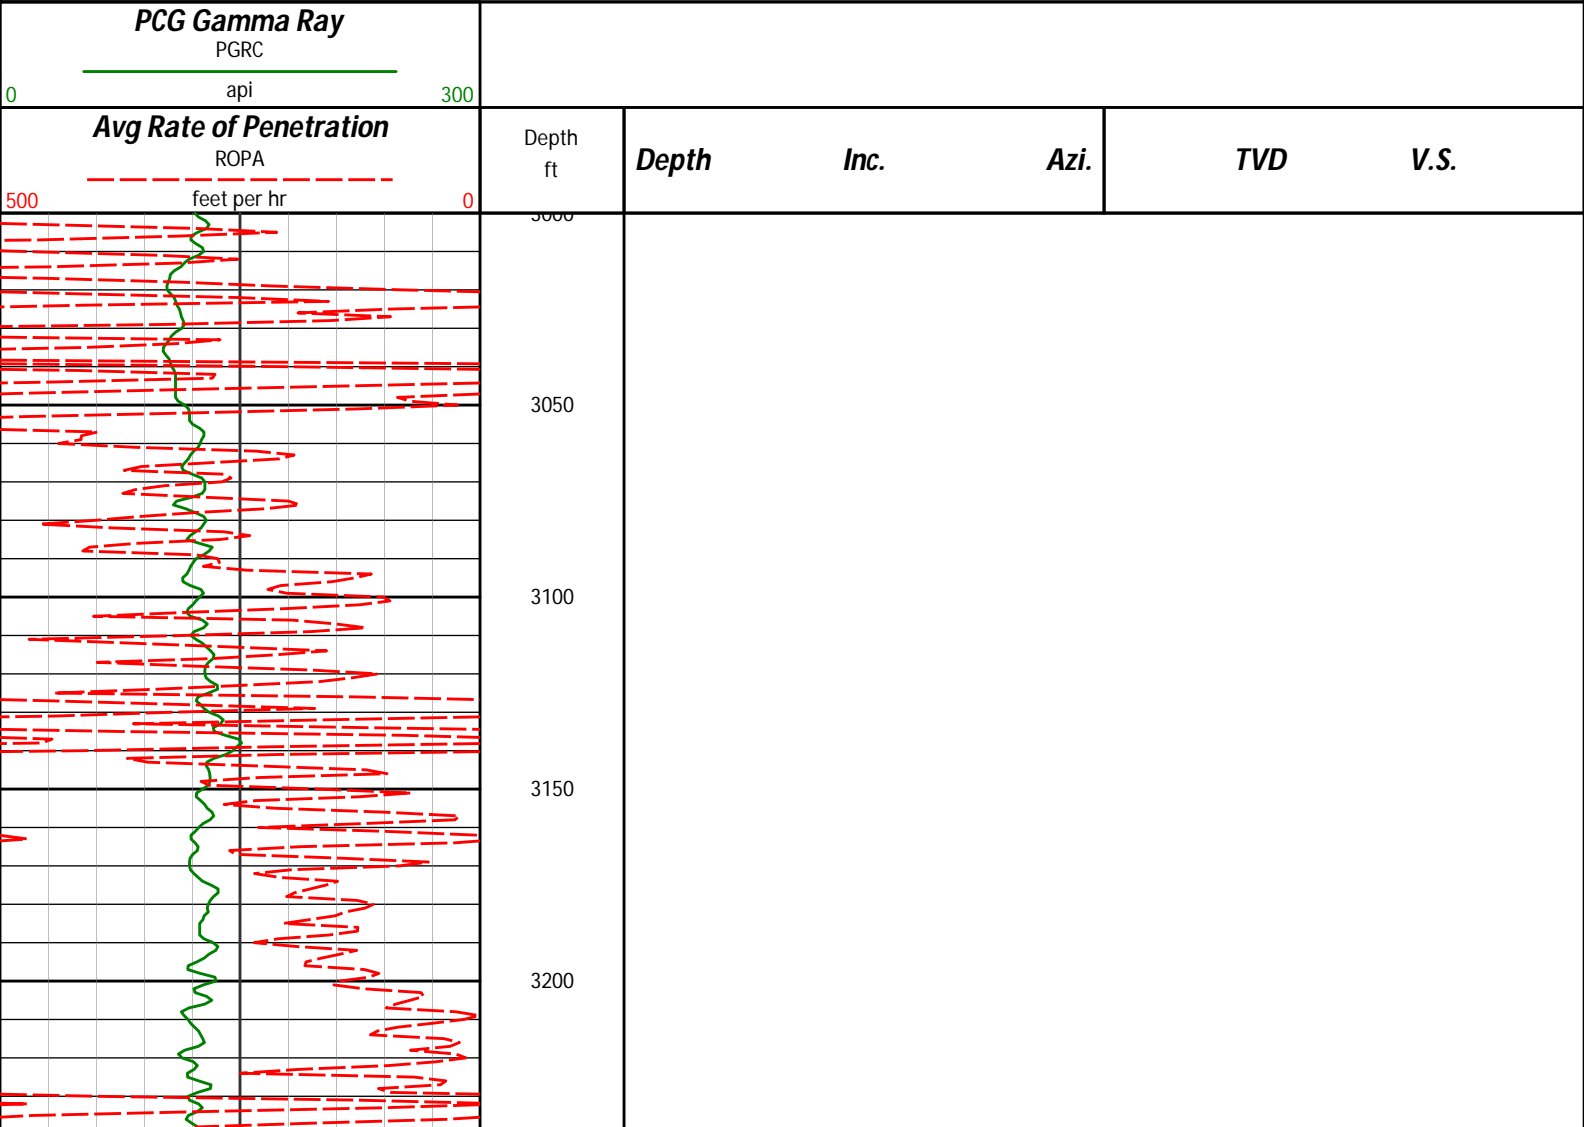 PCG Gamma Ray
PGRC
0 api 300
Avg Rate of Penetration
ROPA
500 feet per hr 0
Depth
ft
Depth Inc. Azi. TVD V.S.
3000
3050
3100
3150
3200